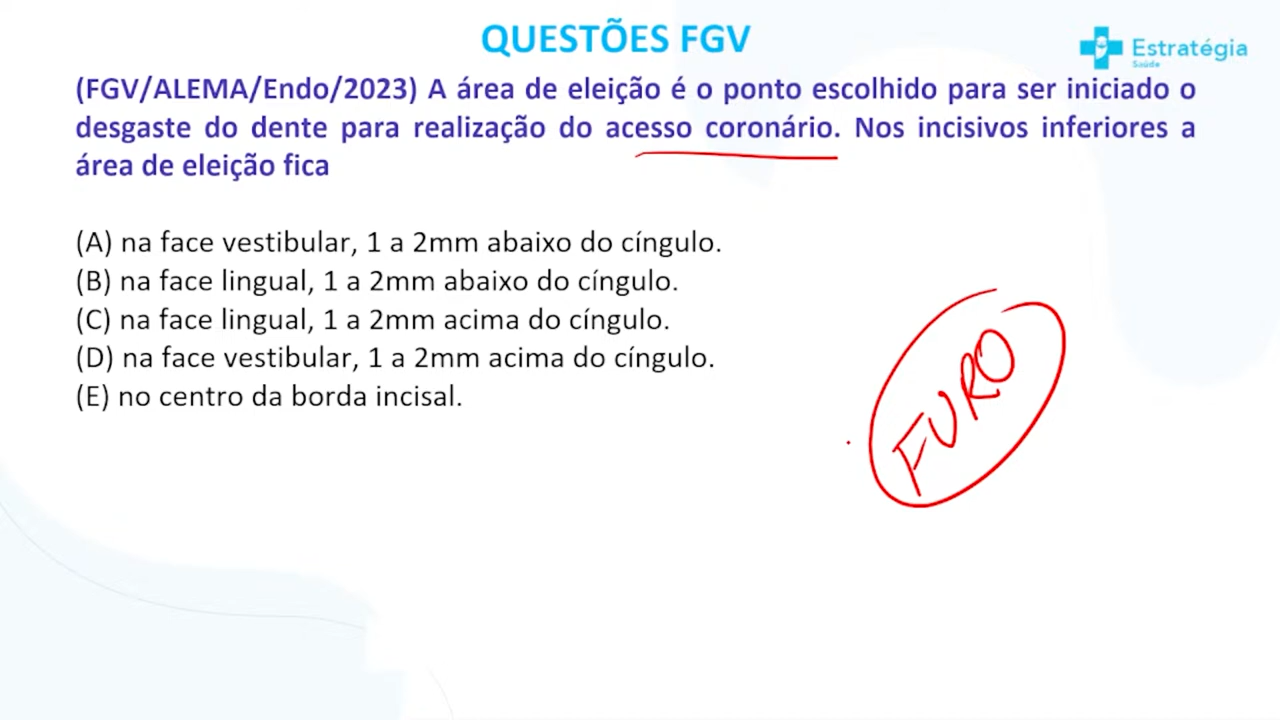 QUESTÕES FGV
Estratégia
Saúde
(FGV/ALEMA/Endo/2023) A área de eleição é o ponto escolhido para ser iniciado o
desgaste do dente para realização do acesso coronário. Nos incisivos inferiores a
área de eleição fica
(A) na face vestibular, 1 a 2mm abaixo do cíngulo.
(B) na face lingual, 1 a 2mm abaixo do cíngulo.
(C) na face lingual, 1 a 2mm acima do cíngulo.
(D) na face vestibular, 1 a 2mm acima do cíngulo.
(E) no centro da borda incisal.
FURO